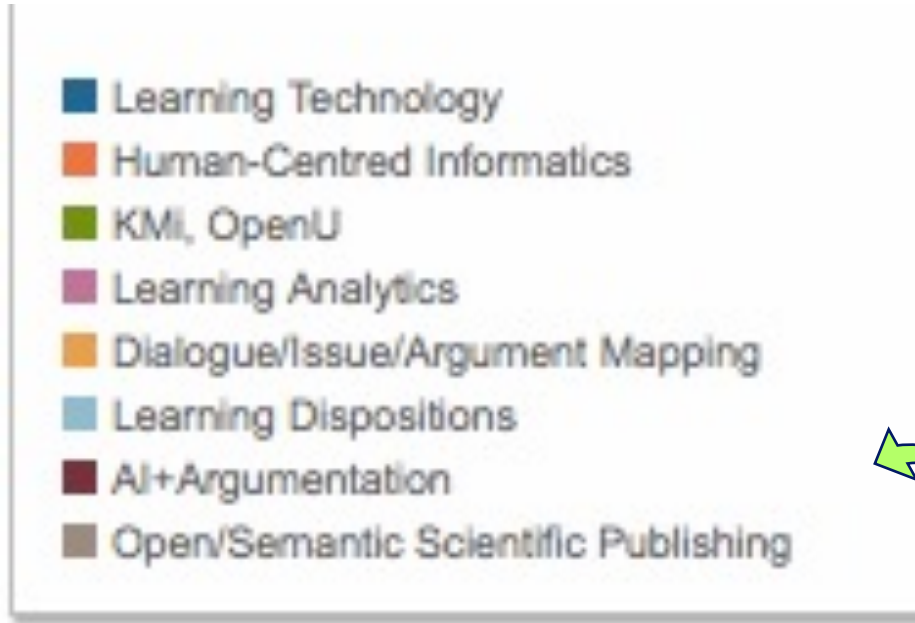 Learning Technology
Human-Centred Informatics
KMi, OpenU
Learning Analytics
Dialogue/Issue/Argument Mapping
Learning Dispositions
AI+Argumentation
Open/Semantic Scientific Publishing